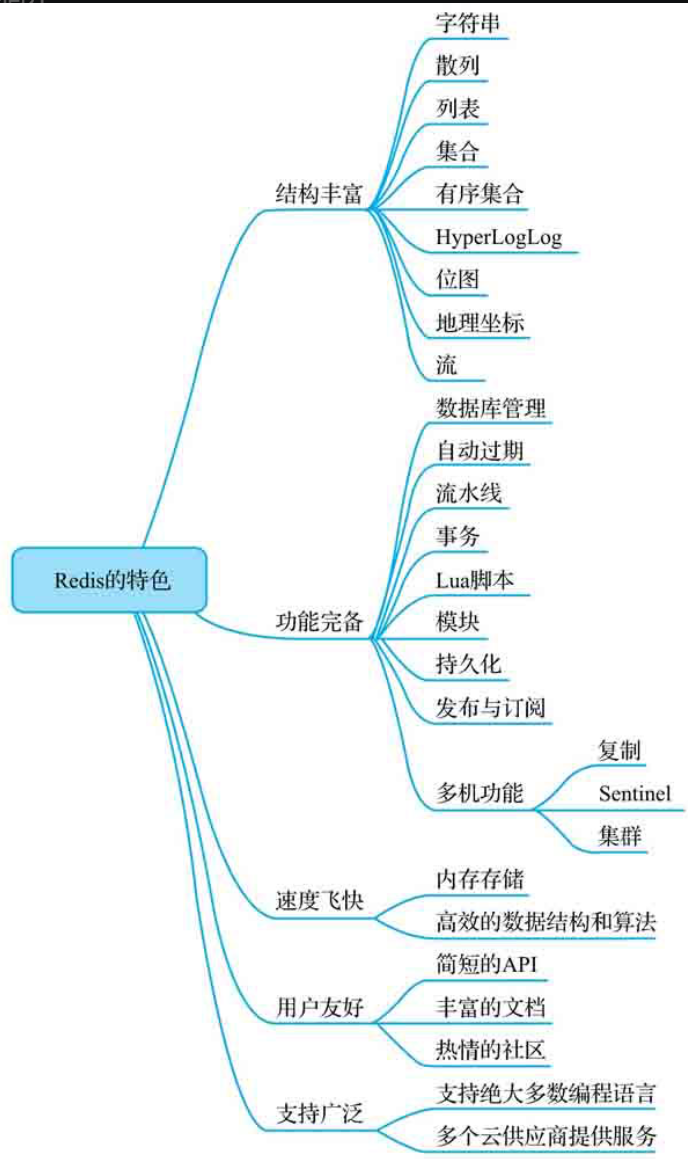 Redis的特色
结构丰富
字符串
散列
列表
集合
有序集合
HyperLogLog
位图
地理坐标
流
功能完备
数据库管理
自动过期
流水线
事务
Lua脚本
模块
持久化
发布与订阅
多机功能
复制
Sentinel
集群
速度飞快
内存存储
高效的数据结构和算法
用户友好
简短的API
丰富的文档
热情的社区
支持广泛
支持绝大多数编程语言
多个云供应商提供服务